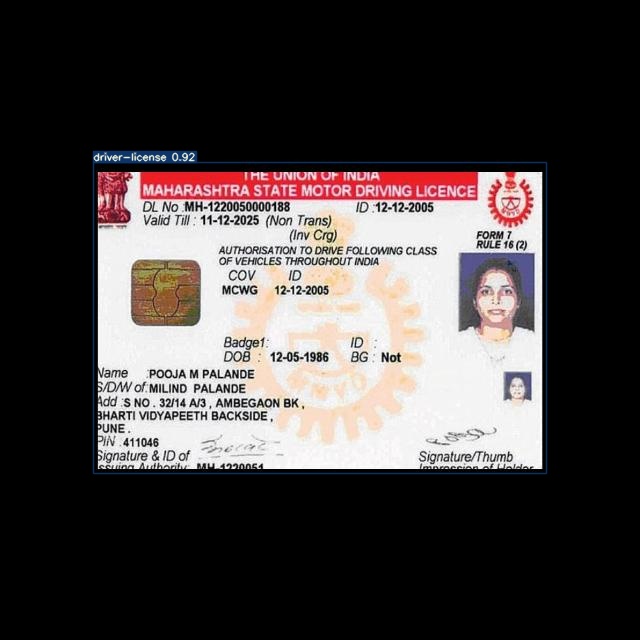 driver-license 0.92
THE UNION OF INDIA
MAHARASHTRA STATE MOTOR DRIVING LICENCE
DL No :MH-1220050000188 ID :12-12-2005
Valid Till : 11-12-2025 (Non Trans)
(Inv Crg)
FORM 7
RULE 16 (2)
AUTHORISATION TO DRIVE FOLLOWING CLASS
OF VEHICLES THROUGHOUT INDIA
COV ID
MCWG 12-12-2005
Badge1: ID :
DOB : 12-05-1986 BG : Not
Name :POOJA M PALANDE
S/D/W of:MILIND PALANDE
Add :S NO . 32/14 A/3 , AMBEGAON BK ,
BHARTI VIDYAPEETH BACKSIDE ,
PUNE .
PIN :411046
Signature & ID of
Issuing Authority: MH-1220051
Signature/Thumb
Impression of Holder